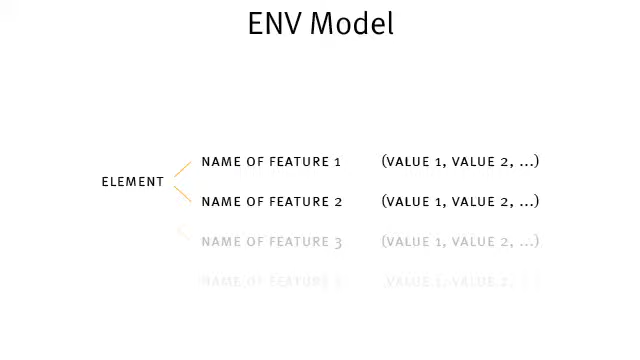 ENV Model
NAME OF FEATURE 1 (VALUE 1, VALUE 2, ...)
ELEMENT
NAME OF FEATURE 2 (VALUE 1, VALUE 2, ...)
NAME OF FEATURE 3 (VALUE 1, VALUE 2, ...)